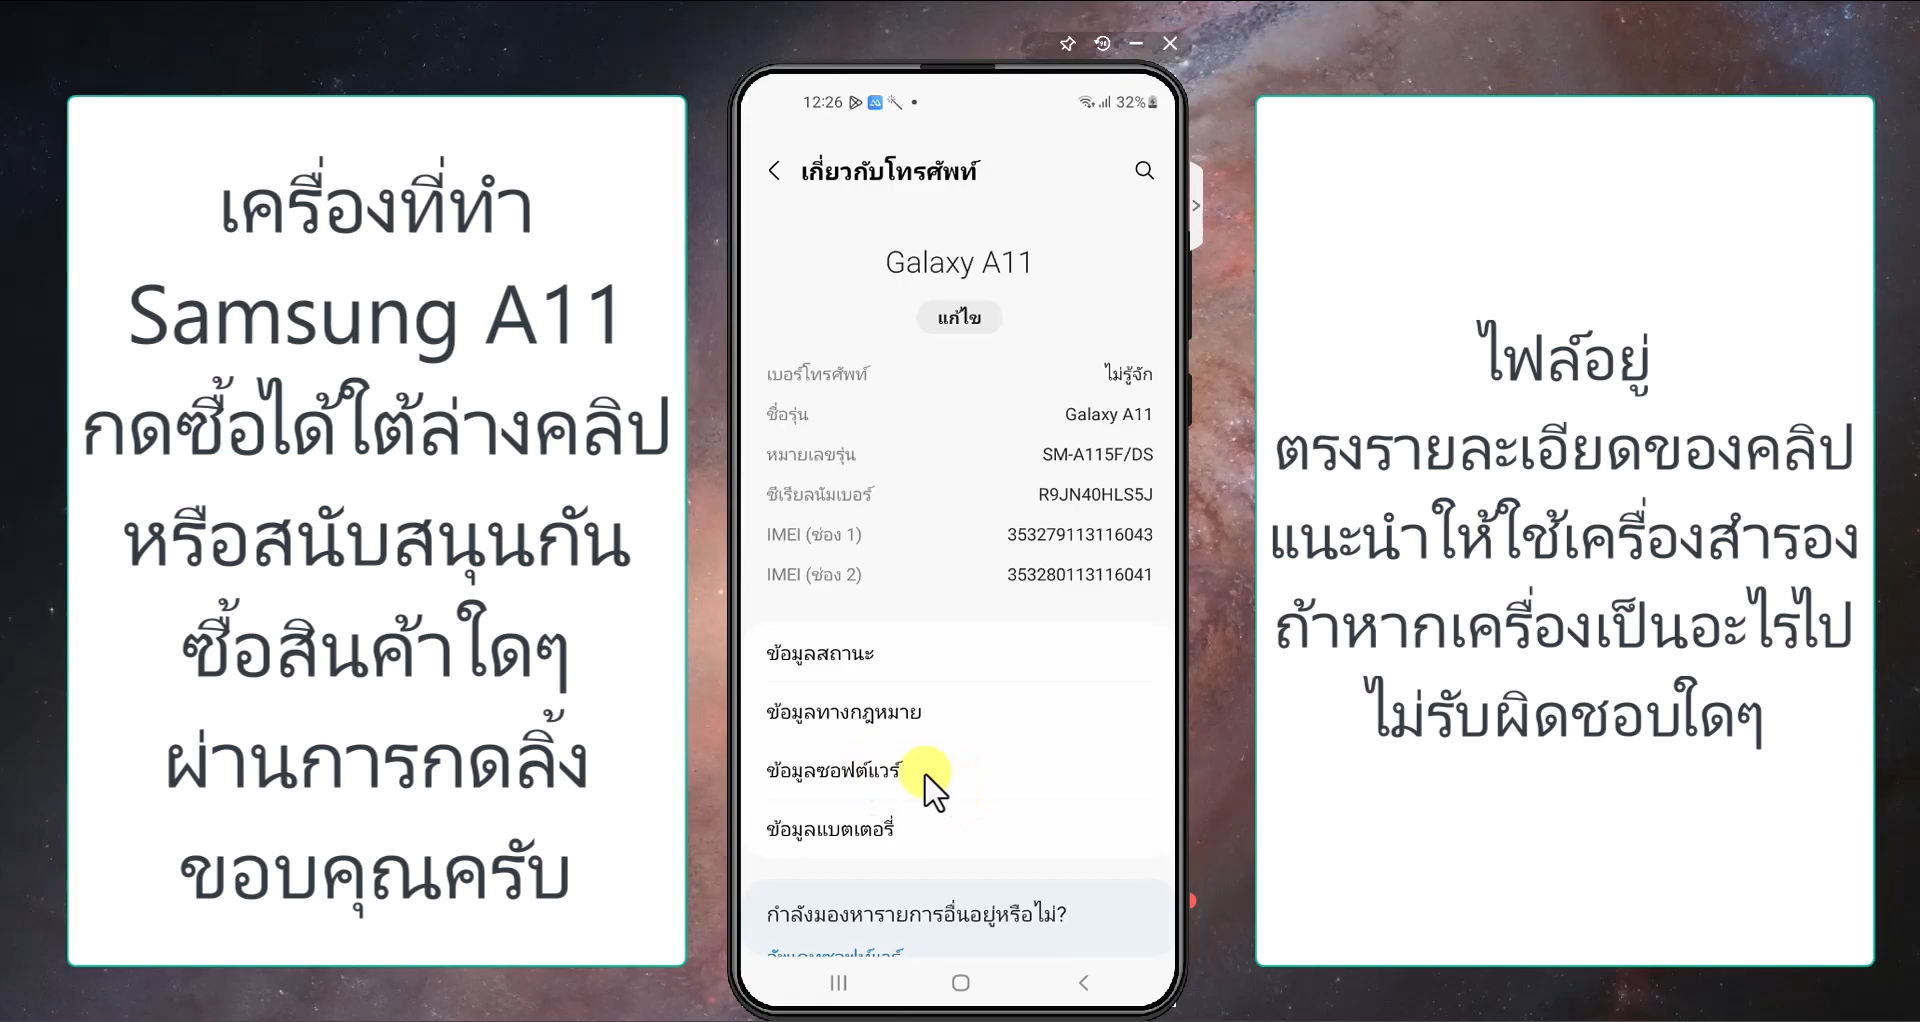 เครื่องที่ทำ
Samsung A11
กดซื้อได้ใต้ล่างคลิป
หรือสนับสนุนกัน
ซื้อสินค้าใดๆ
ผ่านการกดลิ้ง
ขอบคุณครับ
12:26 32%
เกี่ยวกับโทรศัพท์
Galaxy A11
แก้ไข
เบอร์โทรศัพท์ ไม่รู้จัก
ชื่อรุ่น Galaxy A11
หมายเลขรุ่น SM-A115F/DS
ซีเรียลนัมเบอร์ R9JN40HLS5J
IMEI (ช่อง 1) 353279113116043
IMEI (ช่อง 2) 353280113116041
ข้อมูลสถานะ
ข้อมูลทางกฎหมาย
ข้อมูลซอฟต์แวร์
ข้อมูลแบตเตอรี่
กำลังมองหารายการอื่นอยู่หรือไม่?
ไฟล์อยู่
ตรงรายละเอียดของคลิป
แนะนำให้ใช้เครื่องสำรอง
ถ้าหากเครื่องเป็นอะไรไป
ไม่รับผิดชอบใดๆ